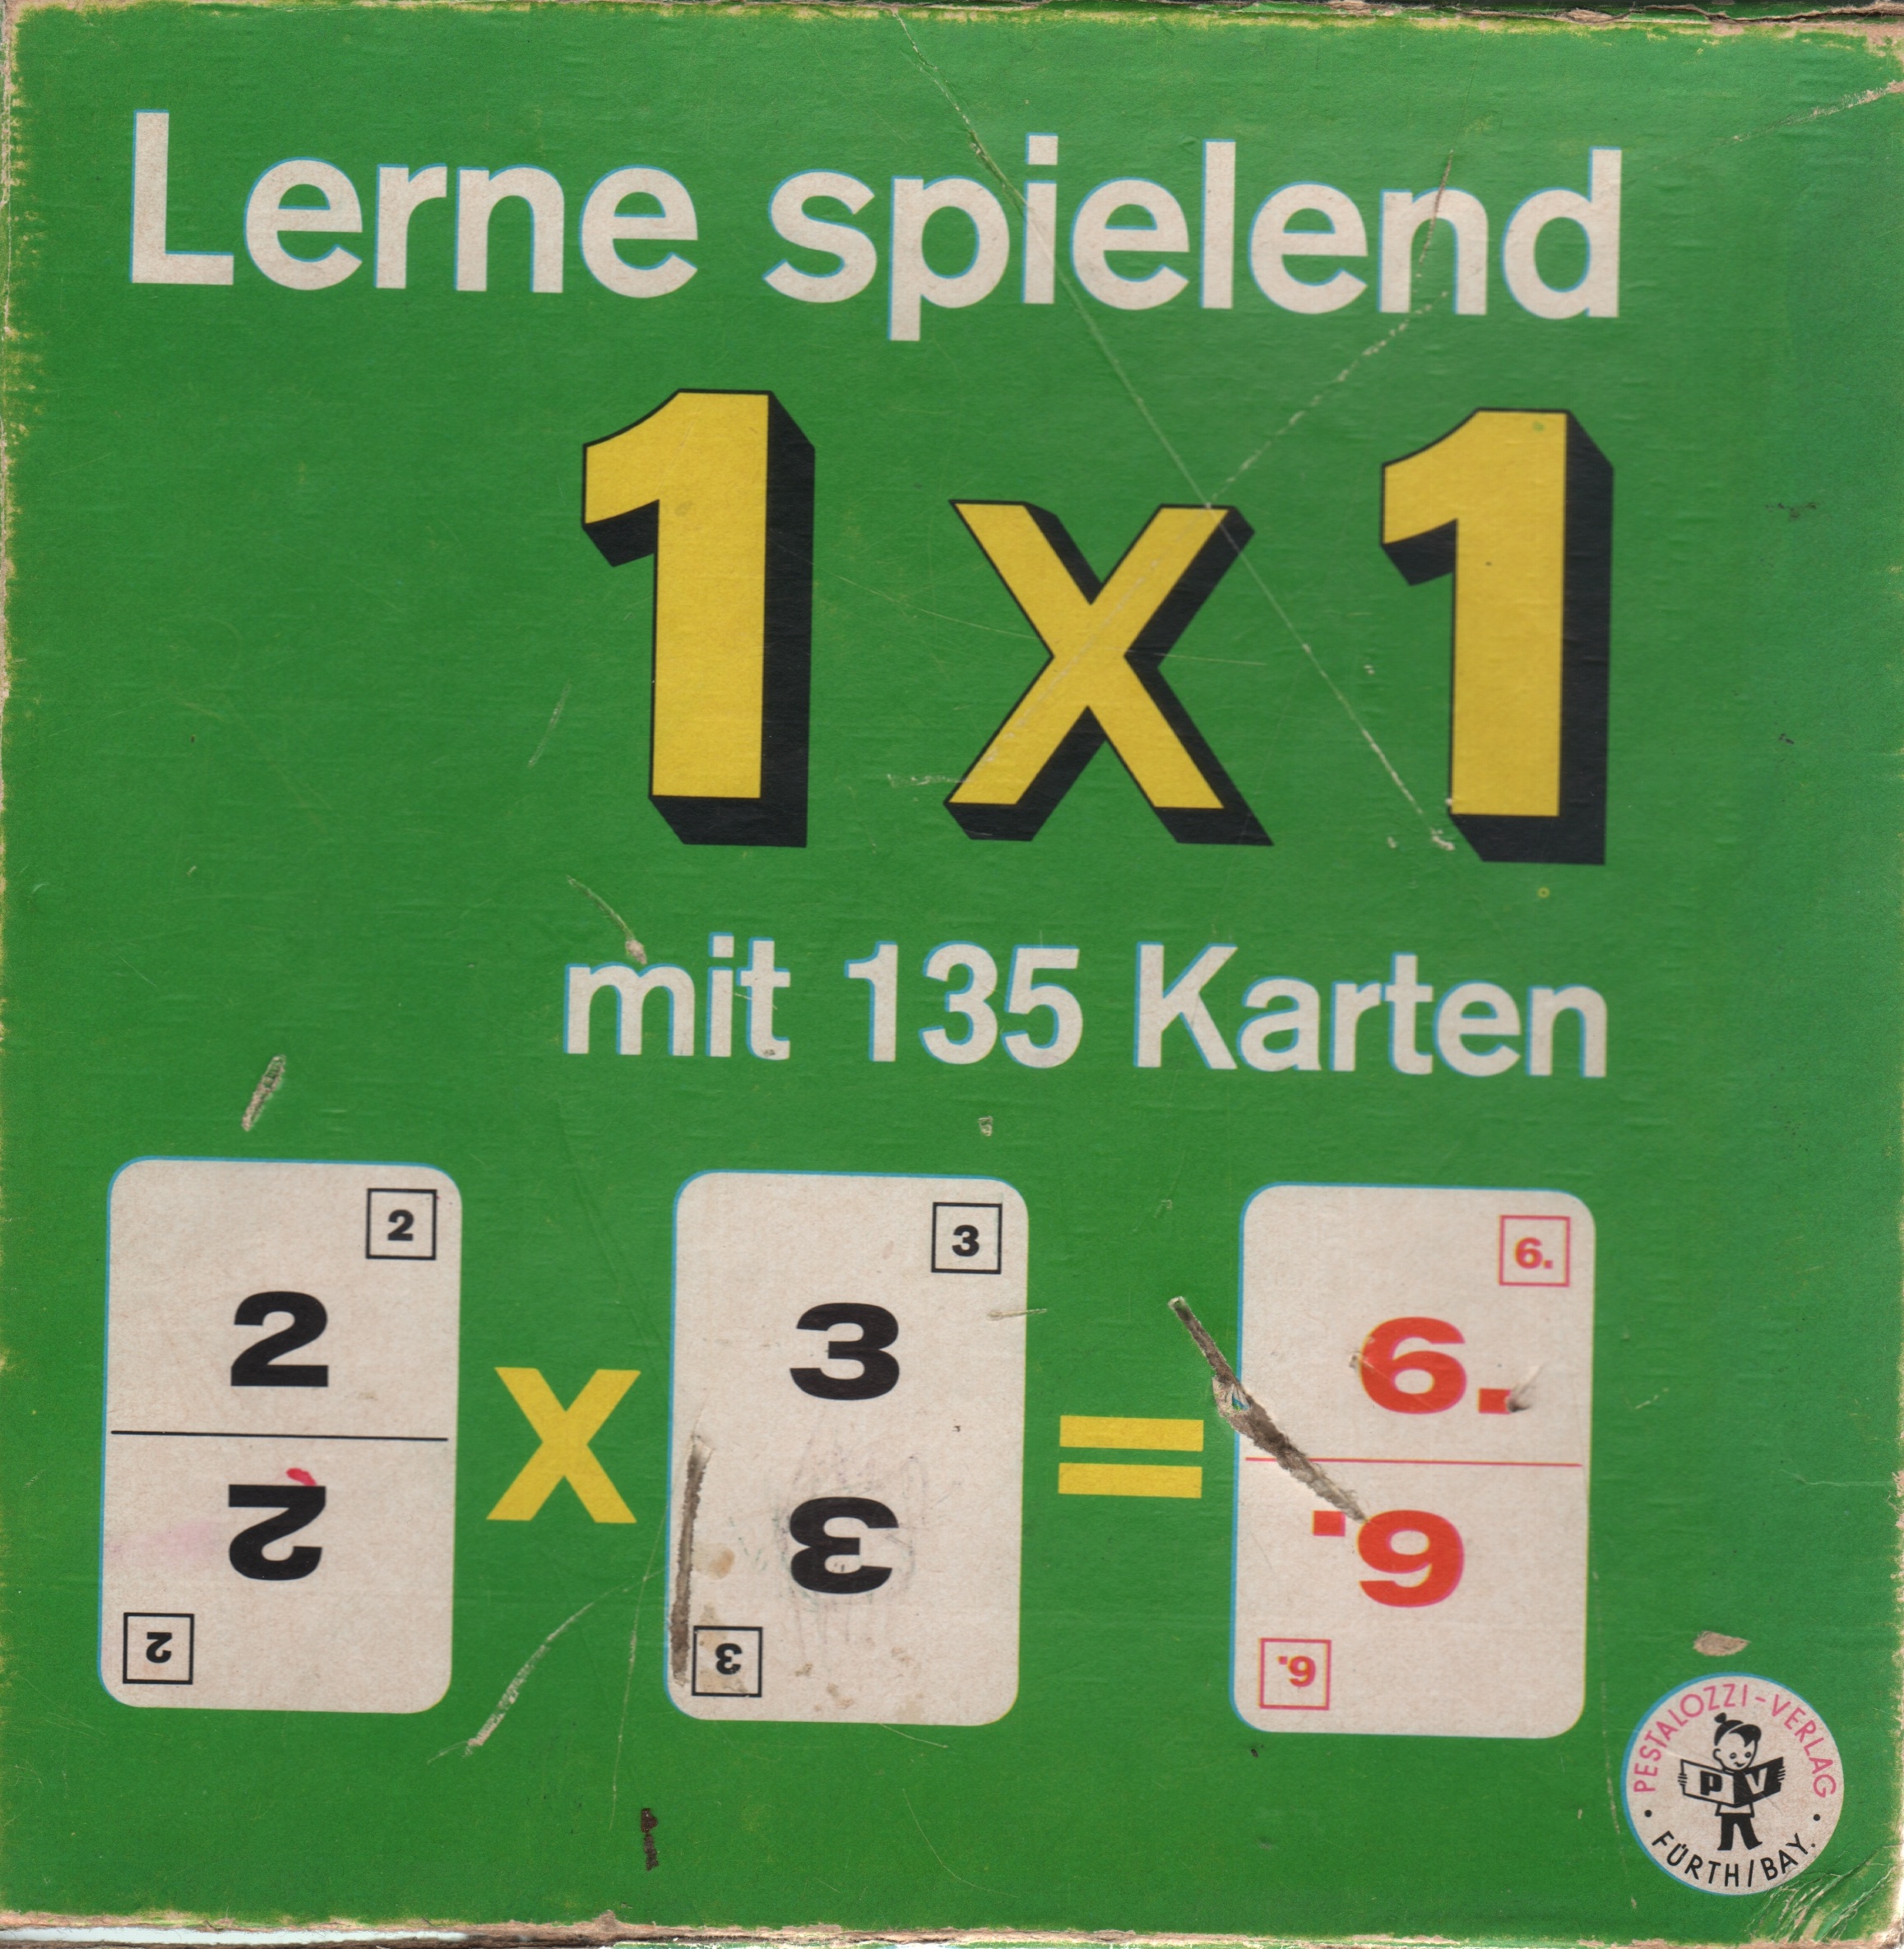 Lerne spielend
1 x 1
mit 135 Karten
2
3
6.
2 x 3 = 6.
2
3
6.
2
3
6.
PESTALOZZI-VERLAG
P V
• FÜRTH/BAY. •